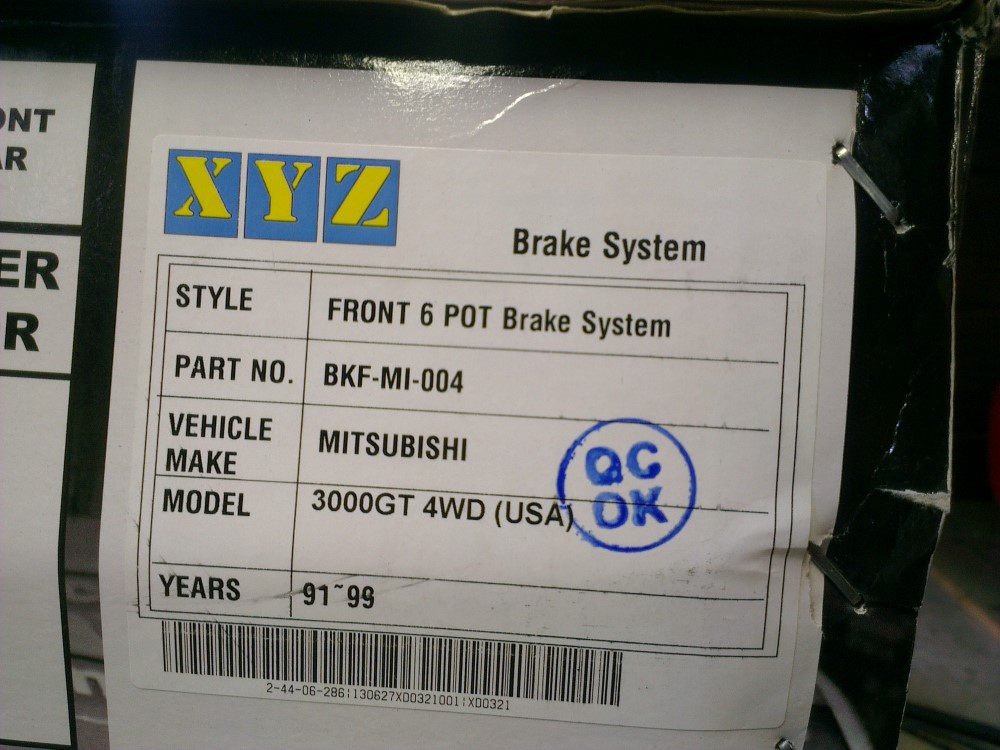 ONT
AR
ER
R
XYZ
Brake System
STYLE
FRONT 6 POT Brake System
PART NO.
BKF-MI-004
VEHICLE
MAKE
MITSUBISHI
MODEL
3000GT 4WD (USA)
QC
OK
YEARS
91~99
2-44-06-286¦130627XD0321001¦XD0321